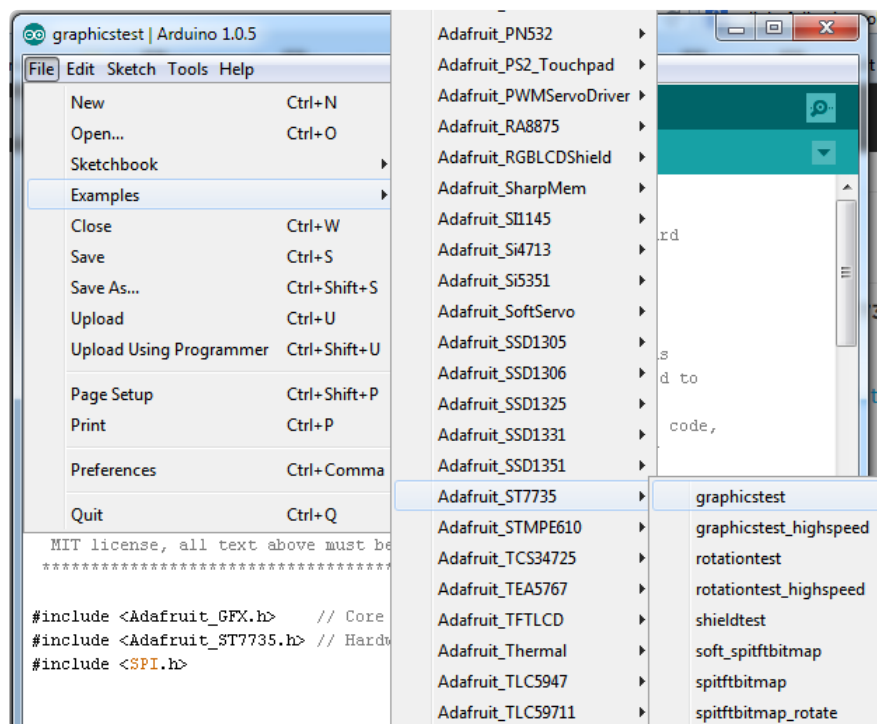 graphicstest | Arduino 1.0.5
File Edit Sketch Tools Help
New Ctrl+N
Open... Ctrl+O
Sketchbook
Examples
Close Ctrl+W
Save Ctrl+S
Save As... Ctrl+Shift+S
Upload Ctrl+U
Upload Using Programmer Ctrl+Shift+U
Page Setup Ctrl+Shift+P
Print Ctrl+P
Preferences Ctrl+Comma
Quit Ctrl+Q
Adafruit_PN532
Adafruit_PS2_Touchpad
Adafruit_PWMServoDriver
Adafruit_RA8875
Adafruit_RGBLCDShield
Adafruit_SharpMem
Adafruit_SI1145
Adafruit_Si4713
Adafruit_Si5351
Adafruit_SoftServo
Adafruit_SSD1305
Adafruit_SSD1306
Adafruit_SSD1325
Adafruit_SSD1331
Adafruit_SSD1351
Adafruit_ST7735
Adafruit_STMPE610
Adafruit_TCS34725
Adafruit_TEA5767
Adafruit_TFTLCD
Adafruit_Thermal
Adafruit_TLC5947
Adafruit_TLC59711
graphicstest
graphicstest_highspeed
rotationtest
rotationtest_highspeed
shieldtest
soft_spitftbitmap
spitftbitmap
spitftbitmap_rotate
d to
code,
MIT license, all text above must be
**************************************
#include <Adafruit_GFX.h> // Core
#include <Adafruit_ST7735.h> // Hardw
#include <SPI.h>